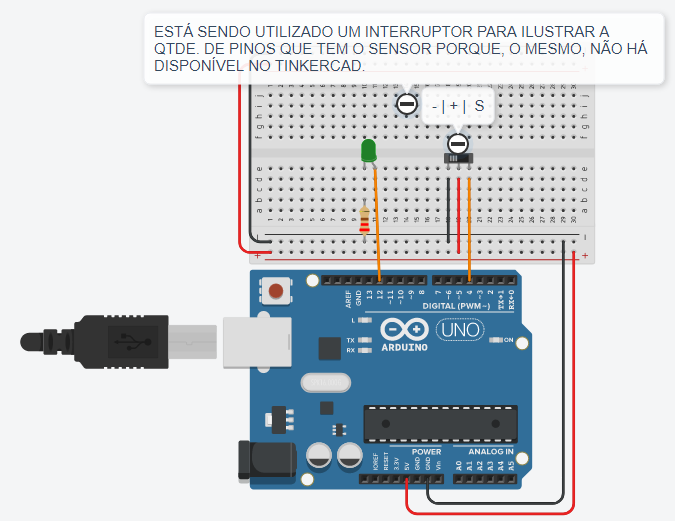 ESTÁ SENDO UTILIZADO UM INTERRUPTOR PARA ILUSTRAR A
QTDE. DE PINOS QUE TEM O SENSOR PORQUE, O MESMO, NÃO HÁ
DISPONÍVEL NO TINKERCAD.
- | + | S
AREF
GND
13
12
~11
~10
~9
8
7
~6
~5
4
~3
2
TX→1
RX←0
DIGITAL (PWM~)
L
TX
RX
ARDUINO
UNO
ON
POWER
ANALOG IN
IOREF
RESET
3.3V
5V
GND
GND
Vin
A0
A1
A2
A3
A4
A5